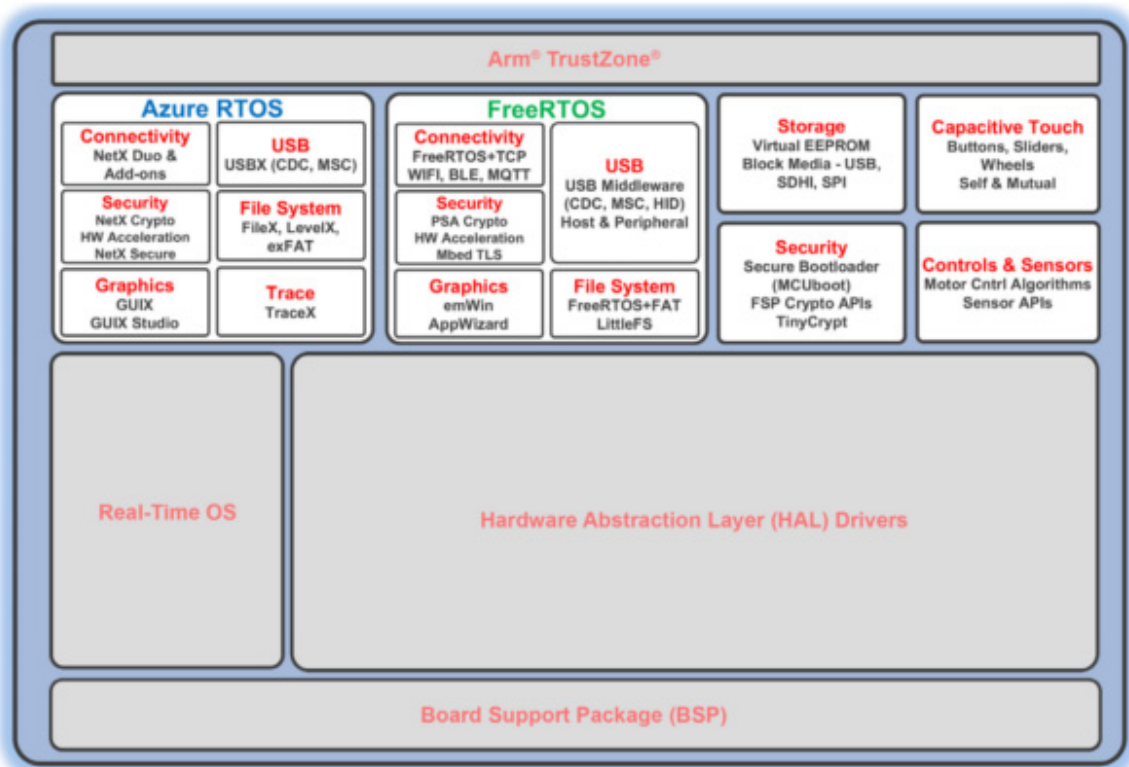 Arm® TrustZone®
Azure RTOS
Connectivity
NetX Duo &
Add-ons
USB
USBX (CDC, MSC)
Security
NetX Crypto
HW Acceleration
NetX Secure
File System
FileX, LevelX,
exFAT
Graphics
GUIX
GUIX Studio
Trace
TraceX
FreeRTOS
Connectivity
FreeRTOS+TCP
WIFI, BLE, MQTT
Security
PSA Crypto
HW Acceleration
Mbed TLS
Graphics
emWin
AppWizard
USB
USB Middleware
(CDC, MSC, HID)
Host & Peripheral
File System
FreeRTOS+FAT
LittleFS
Storage
Virtual EEPROM
Block Media - USB,
SDHI, SPI
Capacitive Touch
Buttons, Sliders,
Wheels
Self & Mutual
Security
Secure Bootloader
(MCUboot)
FSP Crypto APIs
TinyCrypt
Controls & Sensors
Motor Cntrl Algorithms
Sensor APIs
Real-Time OS
Hardware Abstraction Layer (HAL) Drivers
Board Support Package (BSP)